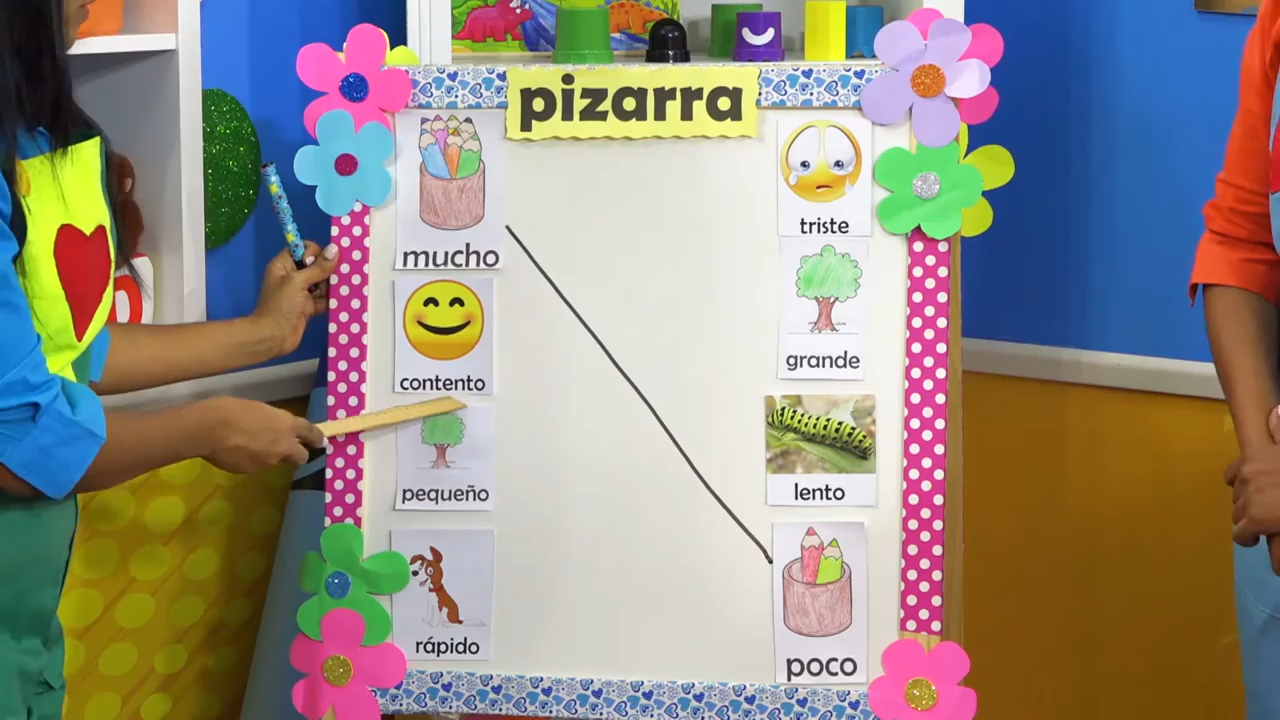 pizarra
mucho
contento
pequeño
rápido
triste
grande
lento
poco